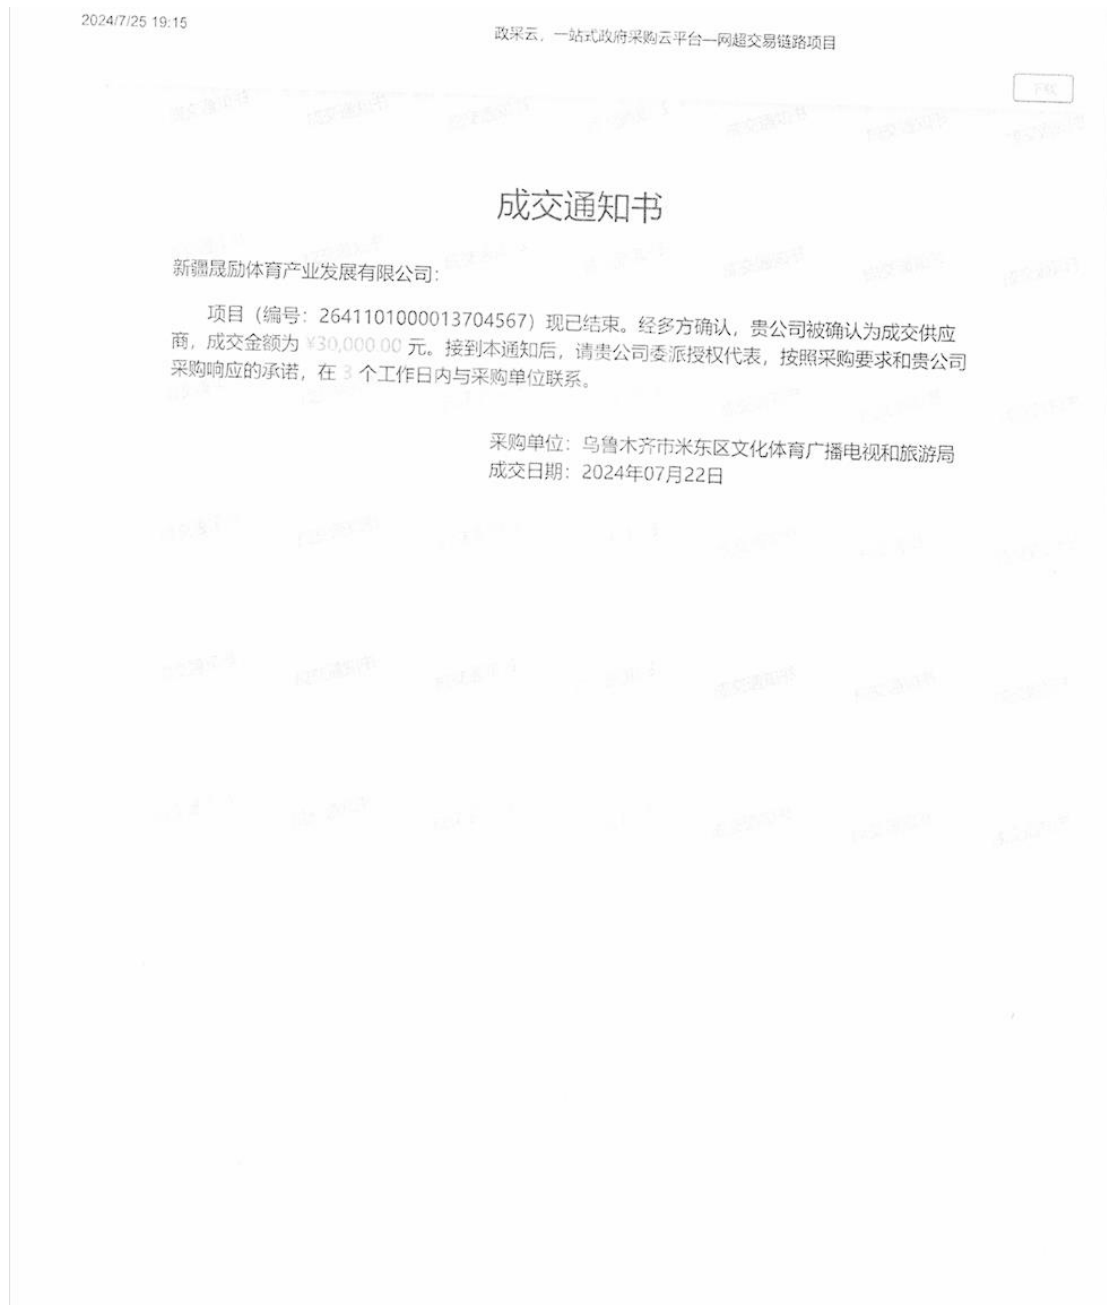 2024/7/25 19:15
政采云，一站式政府采购云平台—网超交易链路项目
成交通知书
新疆晟励体育产业发展有限公司：
项目（编号：2641101000013704567）现已结束。经多方确认，贵公司被确认为成交供应
商，成交金额为 ¥30,000.00 元。接到本通知后，请贵公司委派授权代表，按照采购要求和贵公司
采购响应的承诺，在 3 个工作日内与采购单位联系。
采购单位：乌鲁木齐市米东区文化体育广播电视和旅游局
成交日期：2024年07月22日